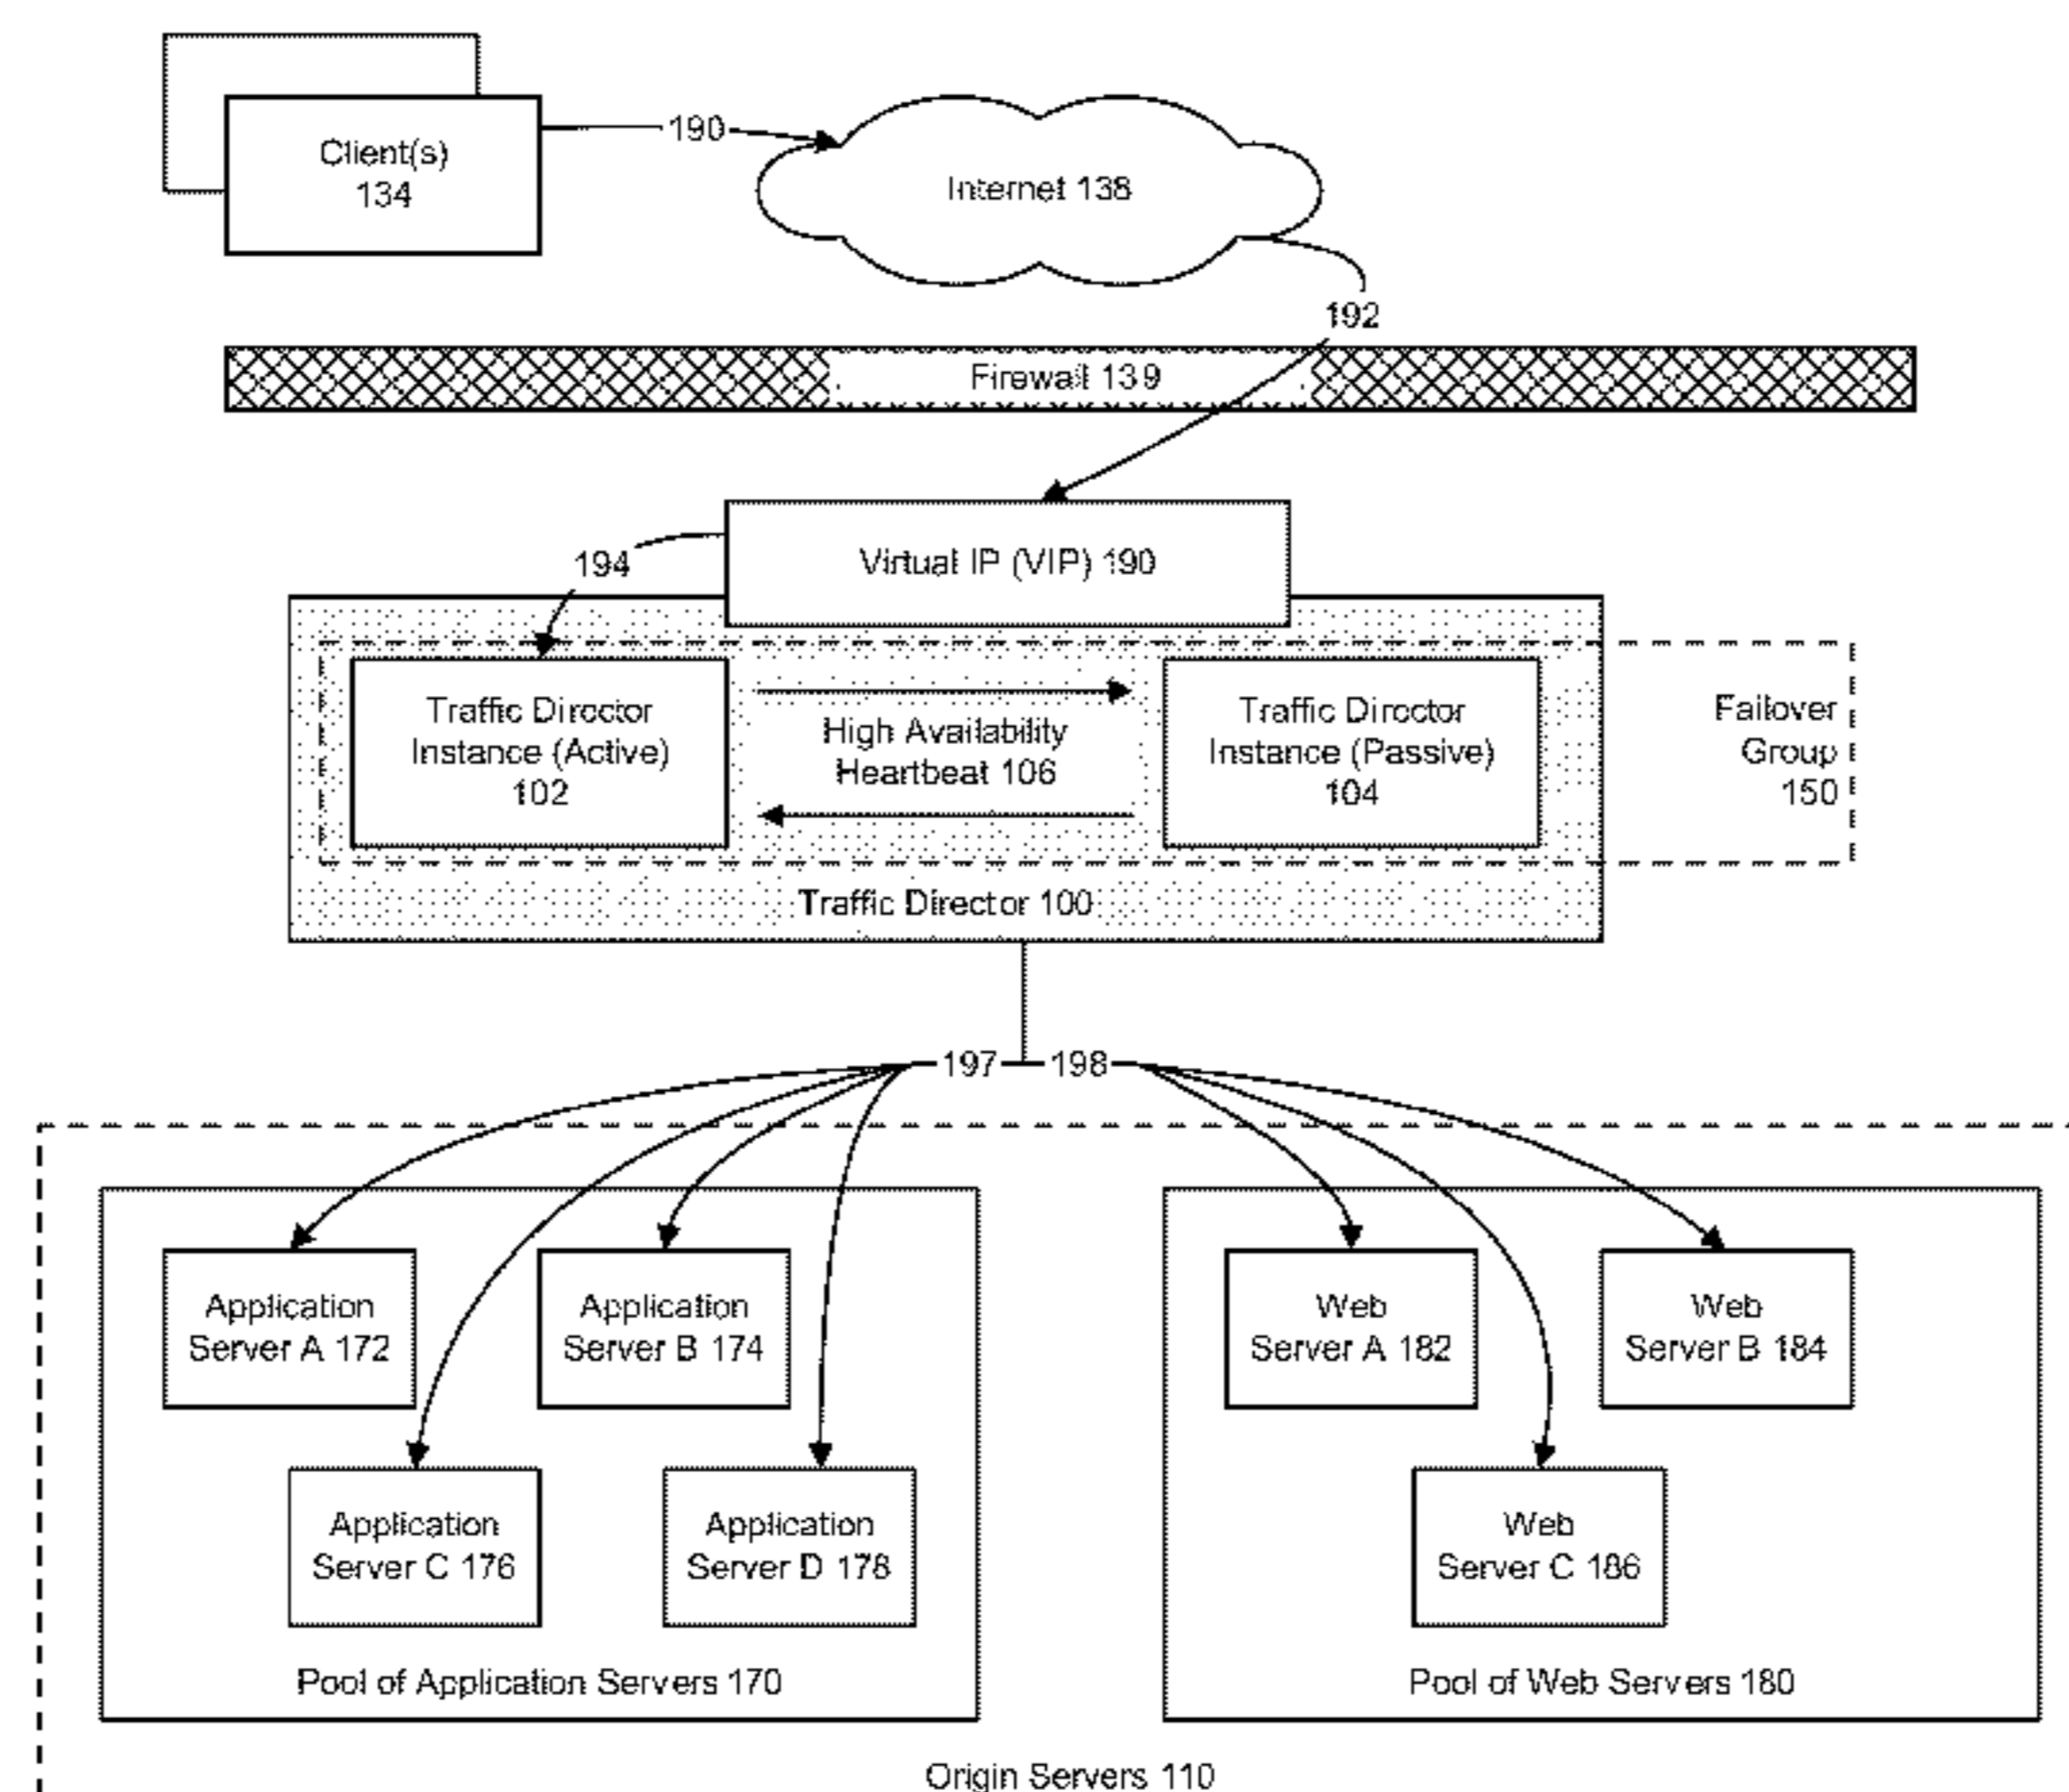 Client(s)
134
190
Internet 138
192
Firewall 139
Virtual IP (VIP) 190
194
Traffic Director
Instance (Active)
102
High Availability
Heartbeat 106
Traffic Director
Instance (Passive)
104
Failover
Group
150
Traffic Director 100
197
198
Application
Server A 172
Application
Server B 174
Application
Server C 176
Application
Server D 178
Pool of Application Servers 170
Web
Server A 182
Web
Server B 184
Web
Server C 186
Pool of Web Servers 180
Origin Servers 110